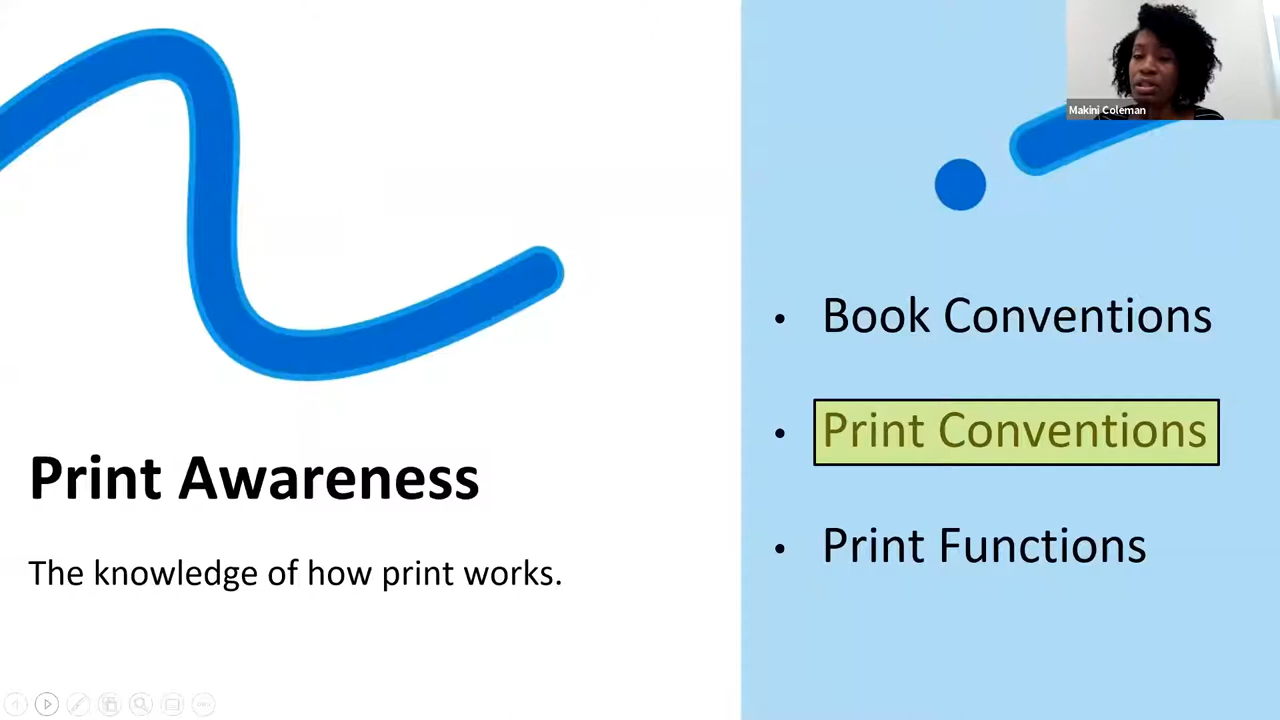 Makini Coleman
Print Awareness
The knowledge of how print works.
• Book Conventions
• Print Conventions
• Print Functions